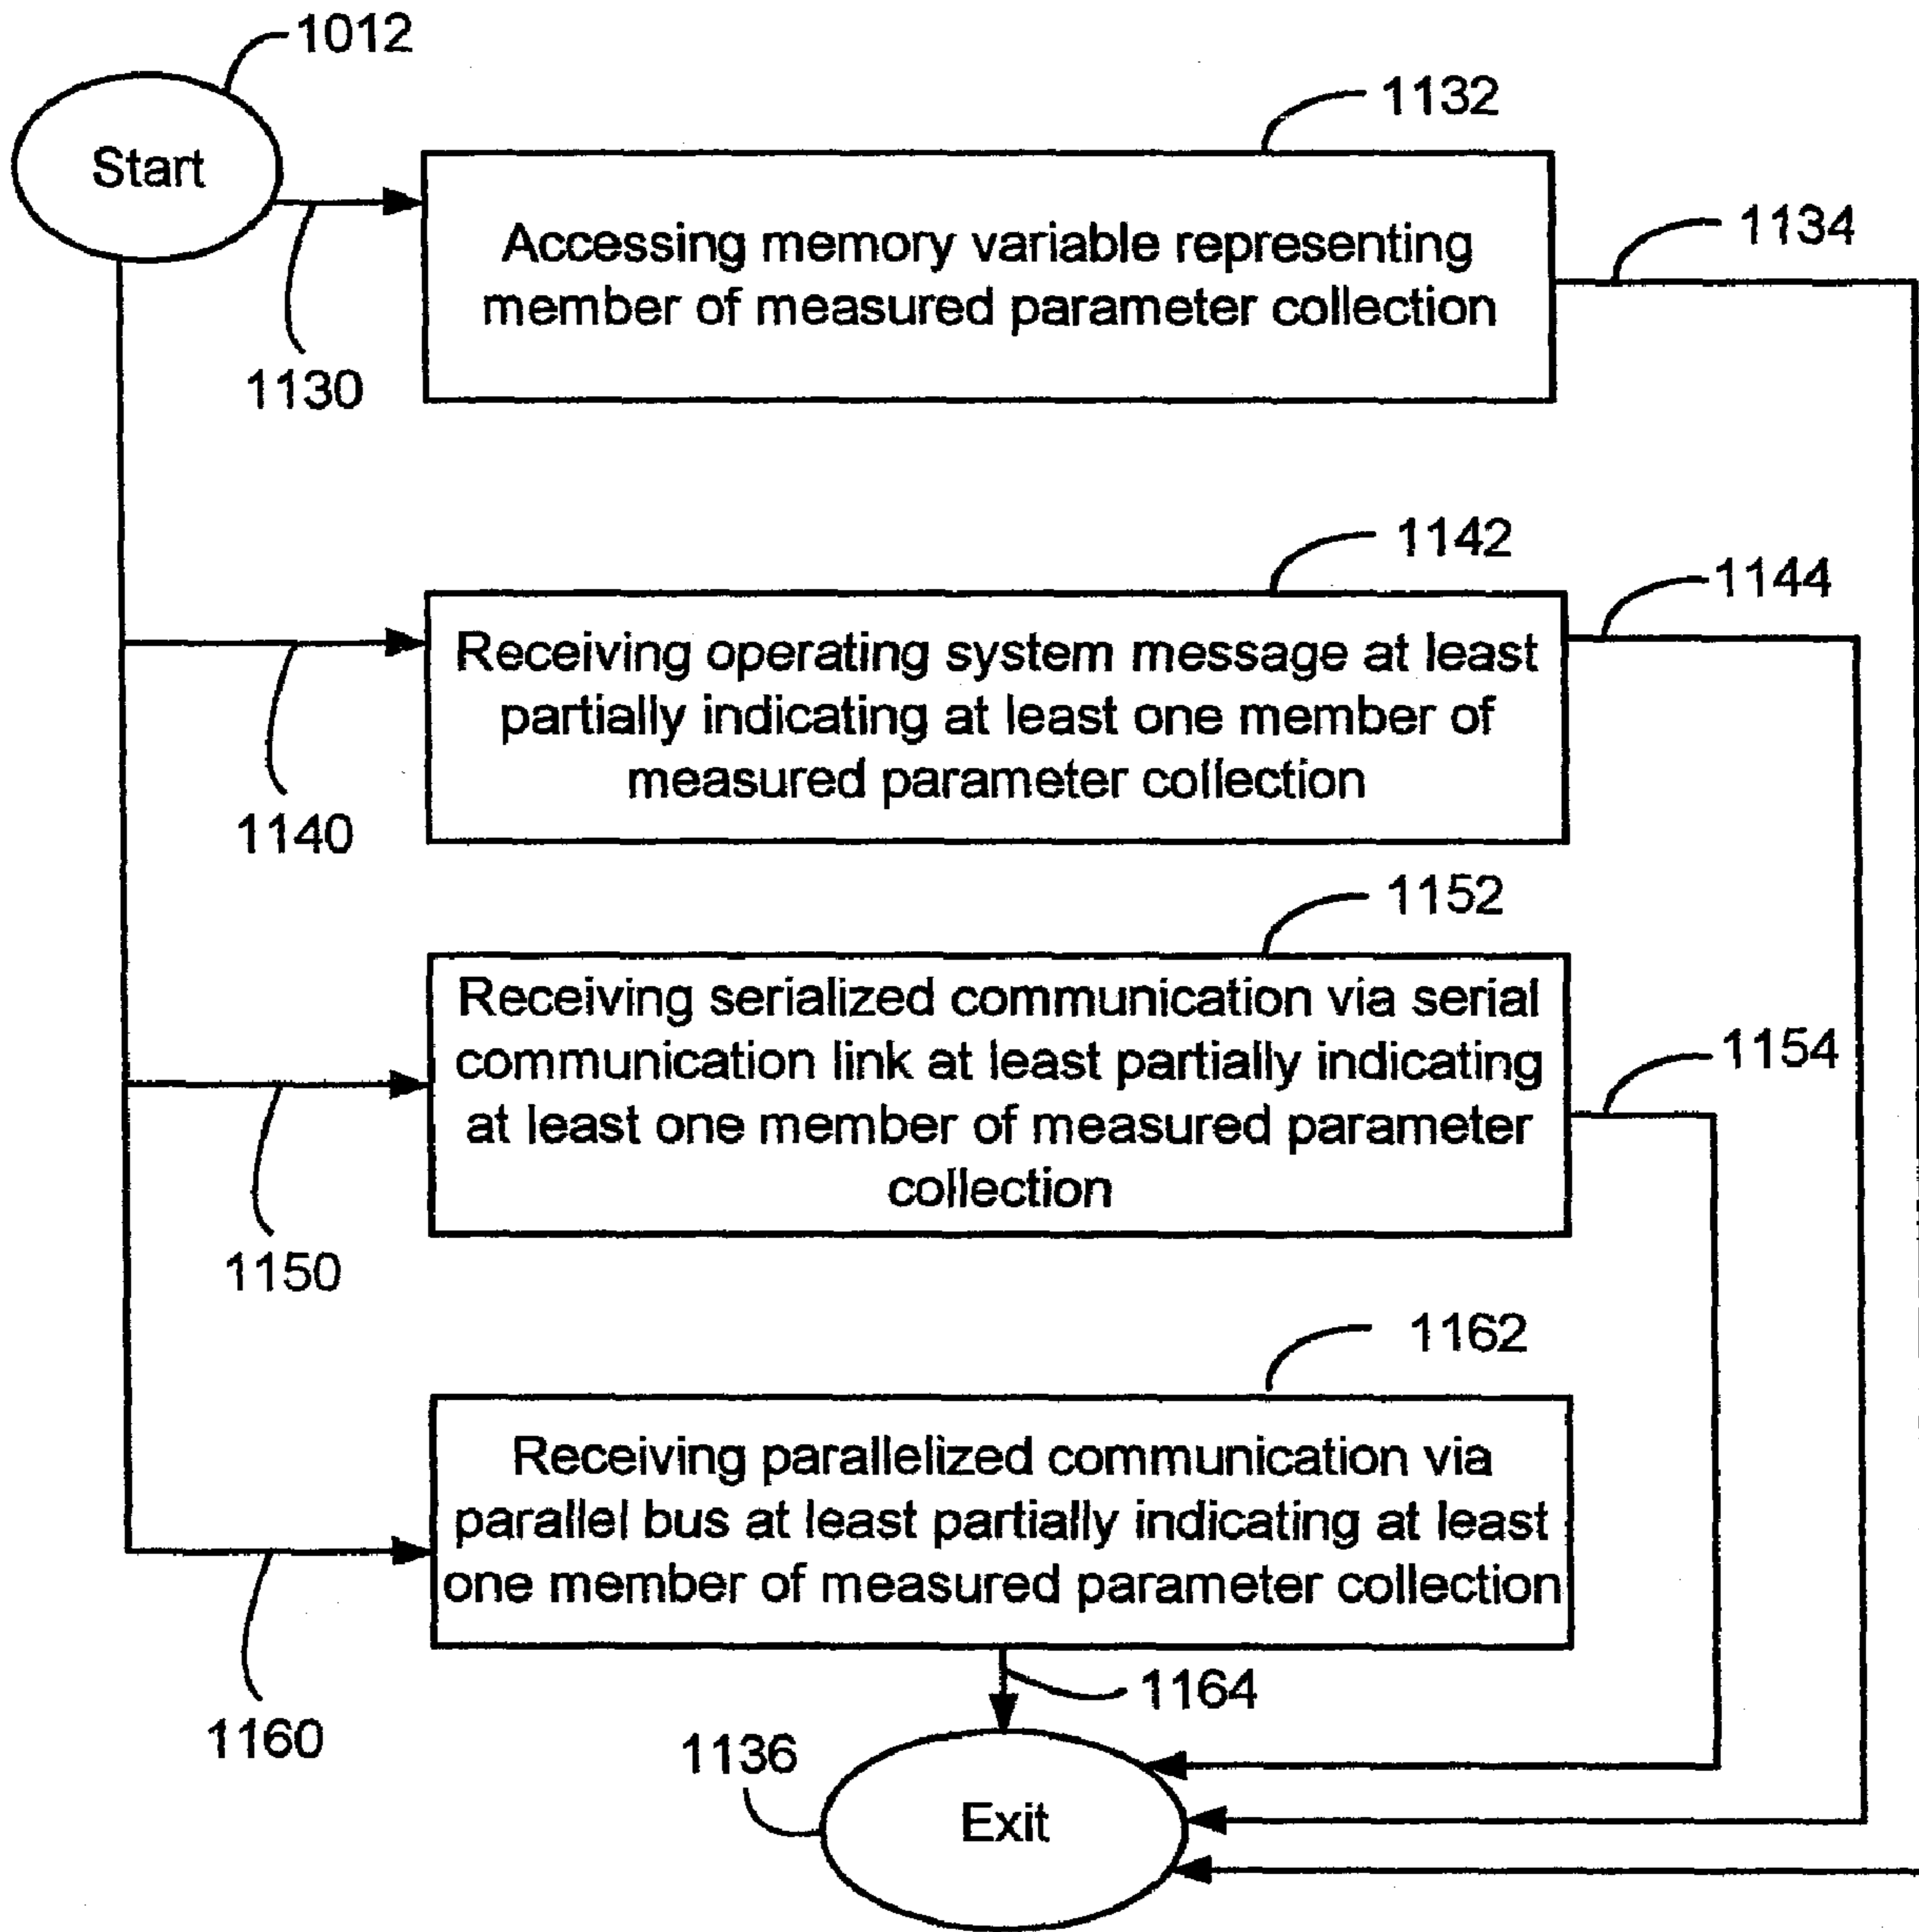 1012
Start
1132
Accessing memory variable representing
member of measured parameter collection
1134
1130
1142
1144
Receiving operating system message at least
partially indicating at least one member of
measured parameter collection
1140
1152
Receiving serialized communication via serial
communication link at least partially indicating
at least one member of measured parameter
collection
1154
1150
1162
Receiving parallelized communication via
parallel bus at least partially indicating at least
one member of measured parameter collection
1164
1160
1136
Exit